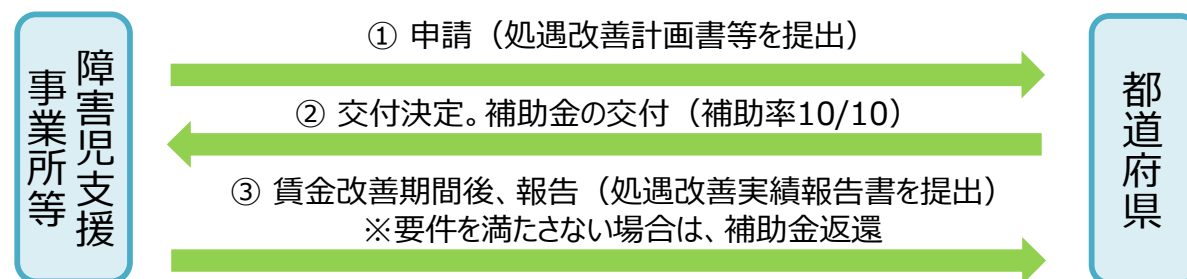 障害児支援
事業所等
① 申請（処遇改善計画書等を提出）
② 交付決定。補助金の交付（補助率10/10）
③ 賃金改善期間後、報告（処遇改善実績報告書を提出）
※要件を満たさない場合は、補助金返還
都道府県